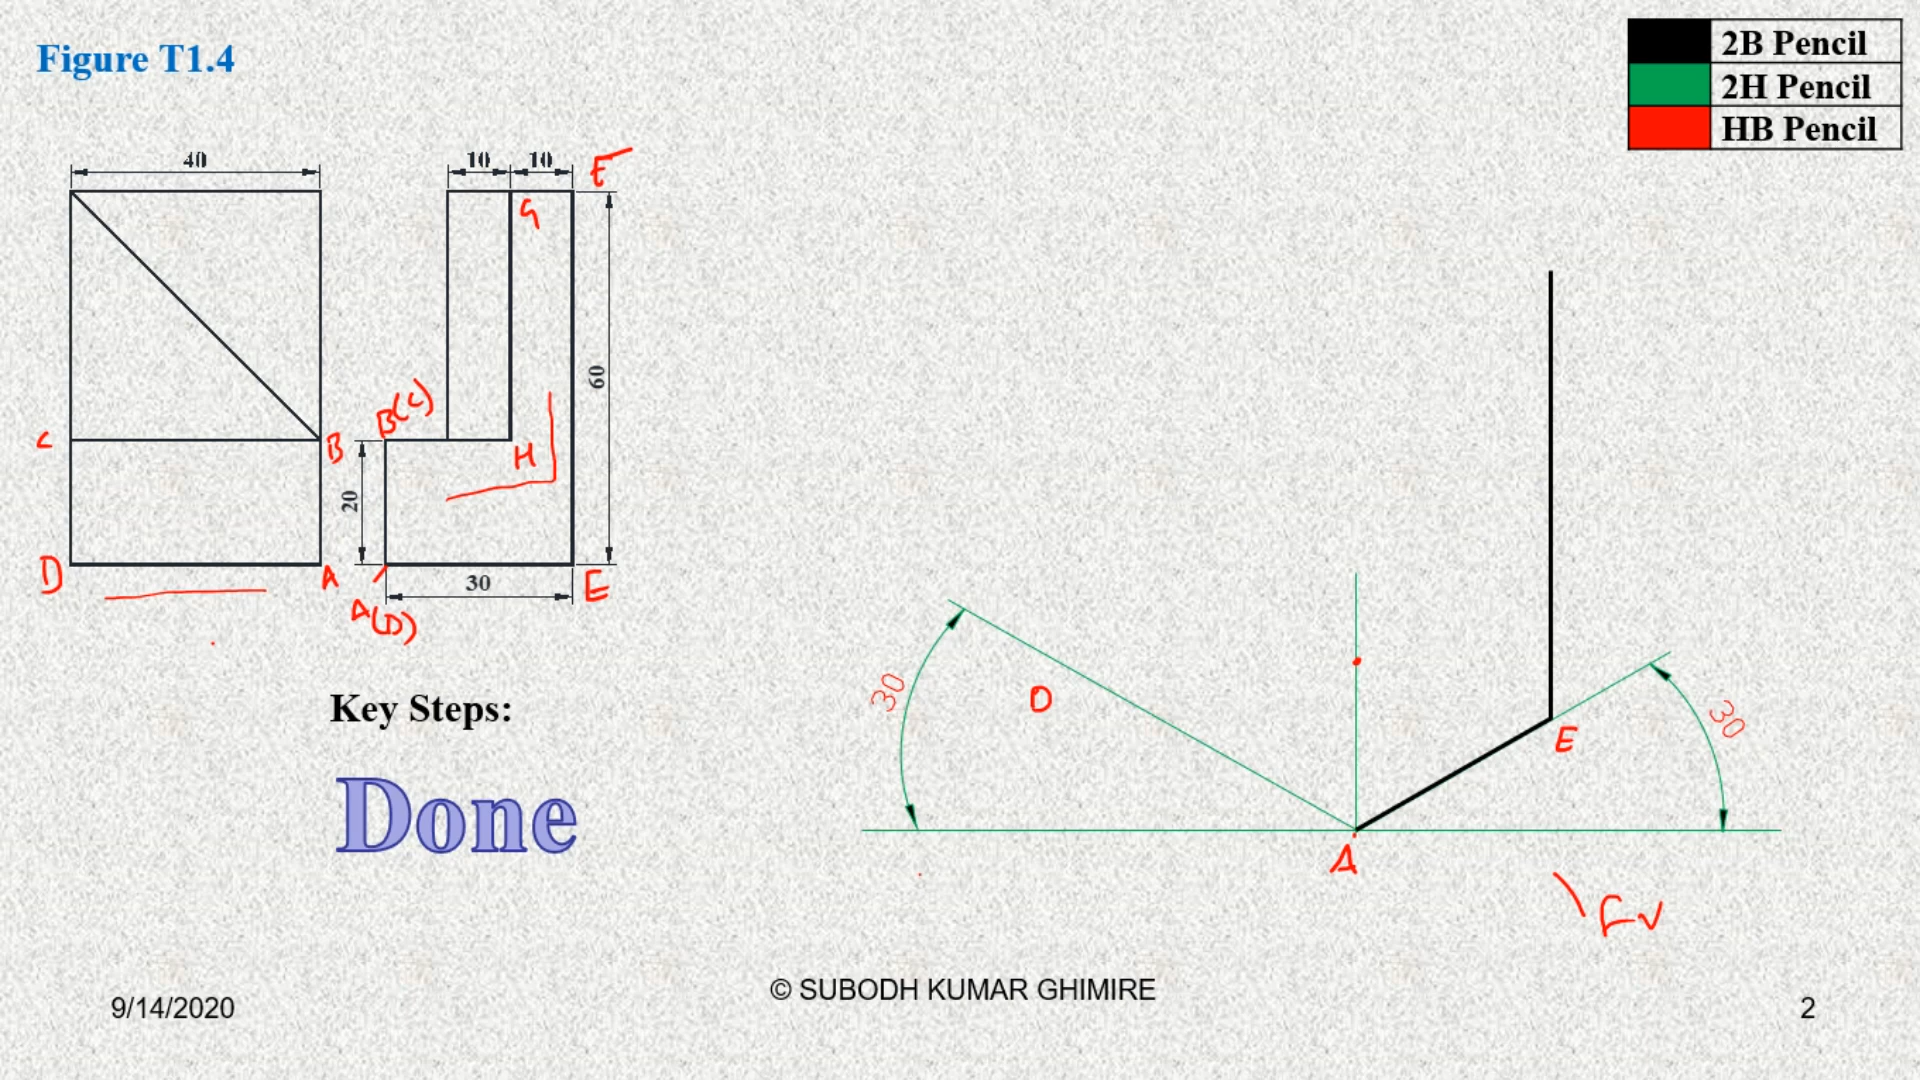 Figure T1.4
2B Pencil
2H Pencil
HB Pencil
40
10
10
F
G
60
B(C)
C
B
H
20
D
A
30
E
A(D)
Key Steps:
Done
30
D
30
E
A
FV
© SUBODH KUMAR GHIMIRE
9/14/2020
2